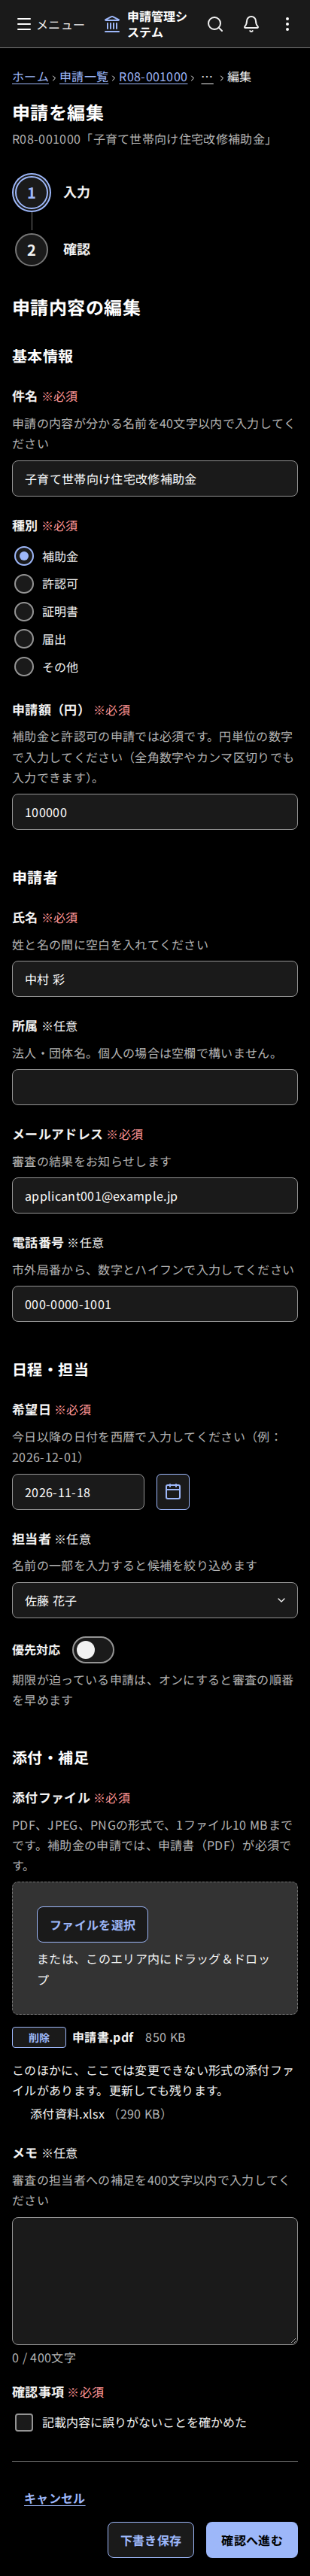 メニュー
申請管理シ
ステム
ホーム › 申請一覧 › R08-001000 › … › 編集
申請を編集
R08-001000「子育て世帯向け住宅改修補助金」
1 入力
2 確認
申請内容の編集
基本情報
件名 ※必須
申請の内容が分かる名前を40文字以内で入力してく
ださい
子育て世帯向け住宅改修補助金
種別 ※必須
補助金
許認可
証明書
届出
その他
申請額（円） ※必須
補助金と許認可の申請では必須です。円単位の数字
で入力してください（全角数字やカンマ区切りでも
入力できます）。
100000
申請者
氏名 ※必須
姓と名の間に空白を入れてください
中村 彩
所属 ※任意
法人・団体名。個人の場合は空欄で構いません。
メールアドレス ※必須
審査の結果をお知らせします
applicant001@example.jp
電話番号 ※任意
市外局番から、数字とハイフンで入力してください
000-0000-1001
日程・担当
希望日 ※必須
今日以降の日付を西暦で入力してください（例：
2026-12-01）
2026-11-18
担当者 ※任意
名前の一部を入力すると候補を絞り込めます
佐藤 花子
優先対応
期限が迫っている申請は、オンにすると審査の順番
を早めます
添付・補足
添付ファイル ※必須
PDF、JPEG、PNGの形式で、1ファイル10 MBまで
です。補助金の申請では、申請書（PDF）が必須で
す。
ファイルを選択
または、このエリア内にドラッグ＆ドロッ
プ
削除 申請書.pdf 850 KB
このほかに、ここでは変更できない形式の添付ファ
イルがあります。更新しても残ります。
添付資料.xlsx （290 KB）
メモ ※任意
審査の担当者への補足を400文字以内で入力してく
ださい
0 / 400文字
確認事項 ※必須
記載内容に誤りがないことを確かめた
キャンセル
下書き保存 確認へ進む